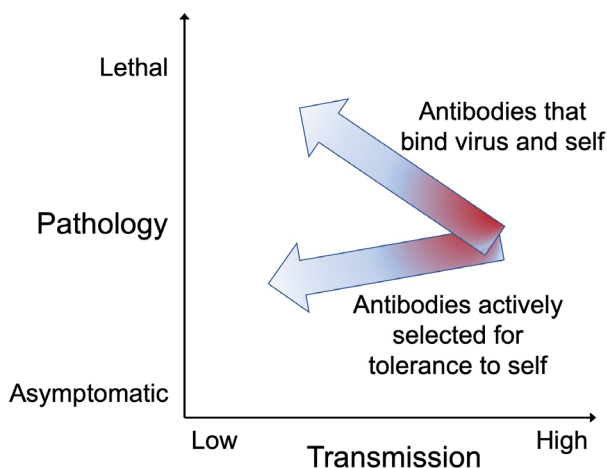 Lethal
Antibodies that
bind virus and self
Pathology
Antibodies actively
selected for
tolerance to self
Asymptomatic
Low
High
Transmission